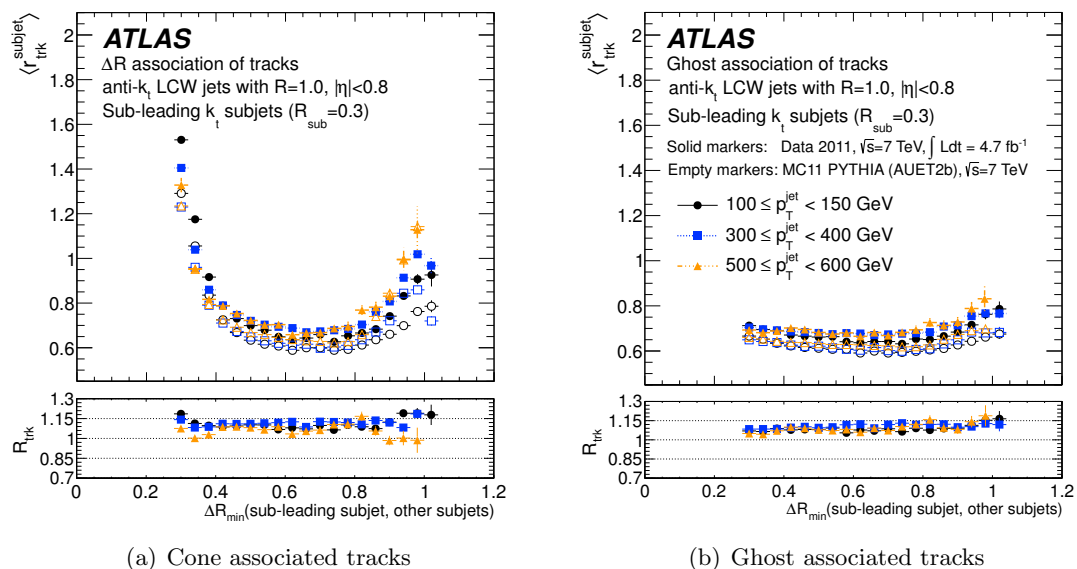 ⟨r_trk^subjet⟩
2
1.8
1.6
1.4
1.2
1
0.8
0.6
ATLAS
ΔR association of tracks
anti-k_t LCW jets with R=1.0, |η|<0.8
Sub-leading k_t subjets (R_sub=0.3)
R_trk
1.3
1.15
1
0.85
0.7
0 0.2 0.4 0.6 0.8 1 1.2
ΔR_min(sub-leading subjet, other subjets)
(a) Cone associated tracks
⟨r_trk^subjet⟩
2
1.8
1.6
1.4
1.2
1
0.8
0.6
ATLAS
Ghost association of tracks
anti-k_t LCW jets with R=1.0, |η|<0.8
Sub-leading k_t subjets (R_sub=0.3)
Solid markers: Data 2011, √s=7 TeV, ∫ Ldt = 4.7 fb⁻¹
Empty markers: MC11 PYTHIA (AUET2b), √s=7 TeV
100 ≤ p_T^jet < 150 GeV
300 ≤ p_T^jet < 400 GeV
500 ≤ p_T^jet < 600 GeV
R_trk
1.3
1.15
1
0.85
0.7
0 0.2 0.4 0.6 0.8 1 1.2
ΔR_min(sub-leading subjet, other subjets)
(b) Ghost associated tracks